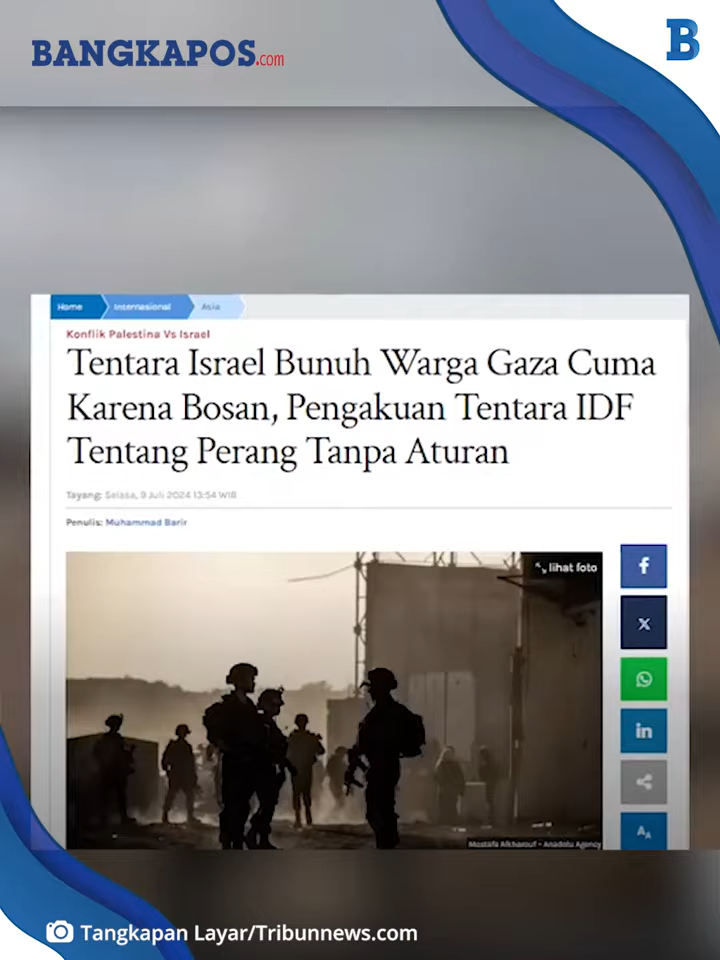 BANGKAPOS.com
B
Home Internasional Asia
Konflik Palestina Vs Israel
Tentara Israel Bunuh Warga Gaza Cuma
Karena Bosan, Pengakuan Tentara IDF
Tentang Perang Tanpa Aturan
Tayang: Selasa, 9 Juli 2024 13:54 WIB
Penulis: Muhammad Barir
lihat foto
f
X
in
AA
Mostafa Alkharouf - Anadolu Agency
Tangkapan Layar/Tribunnews.com